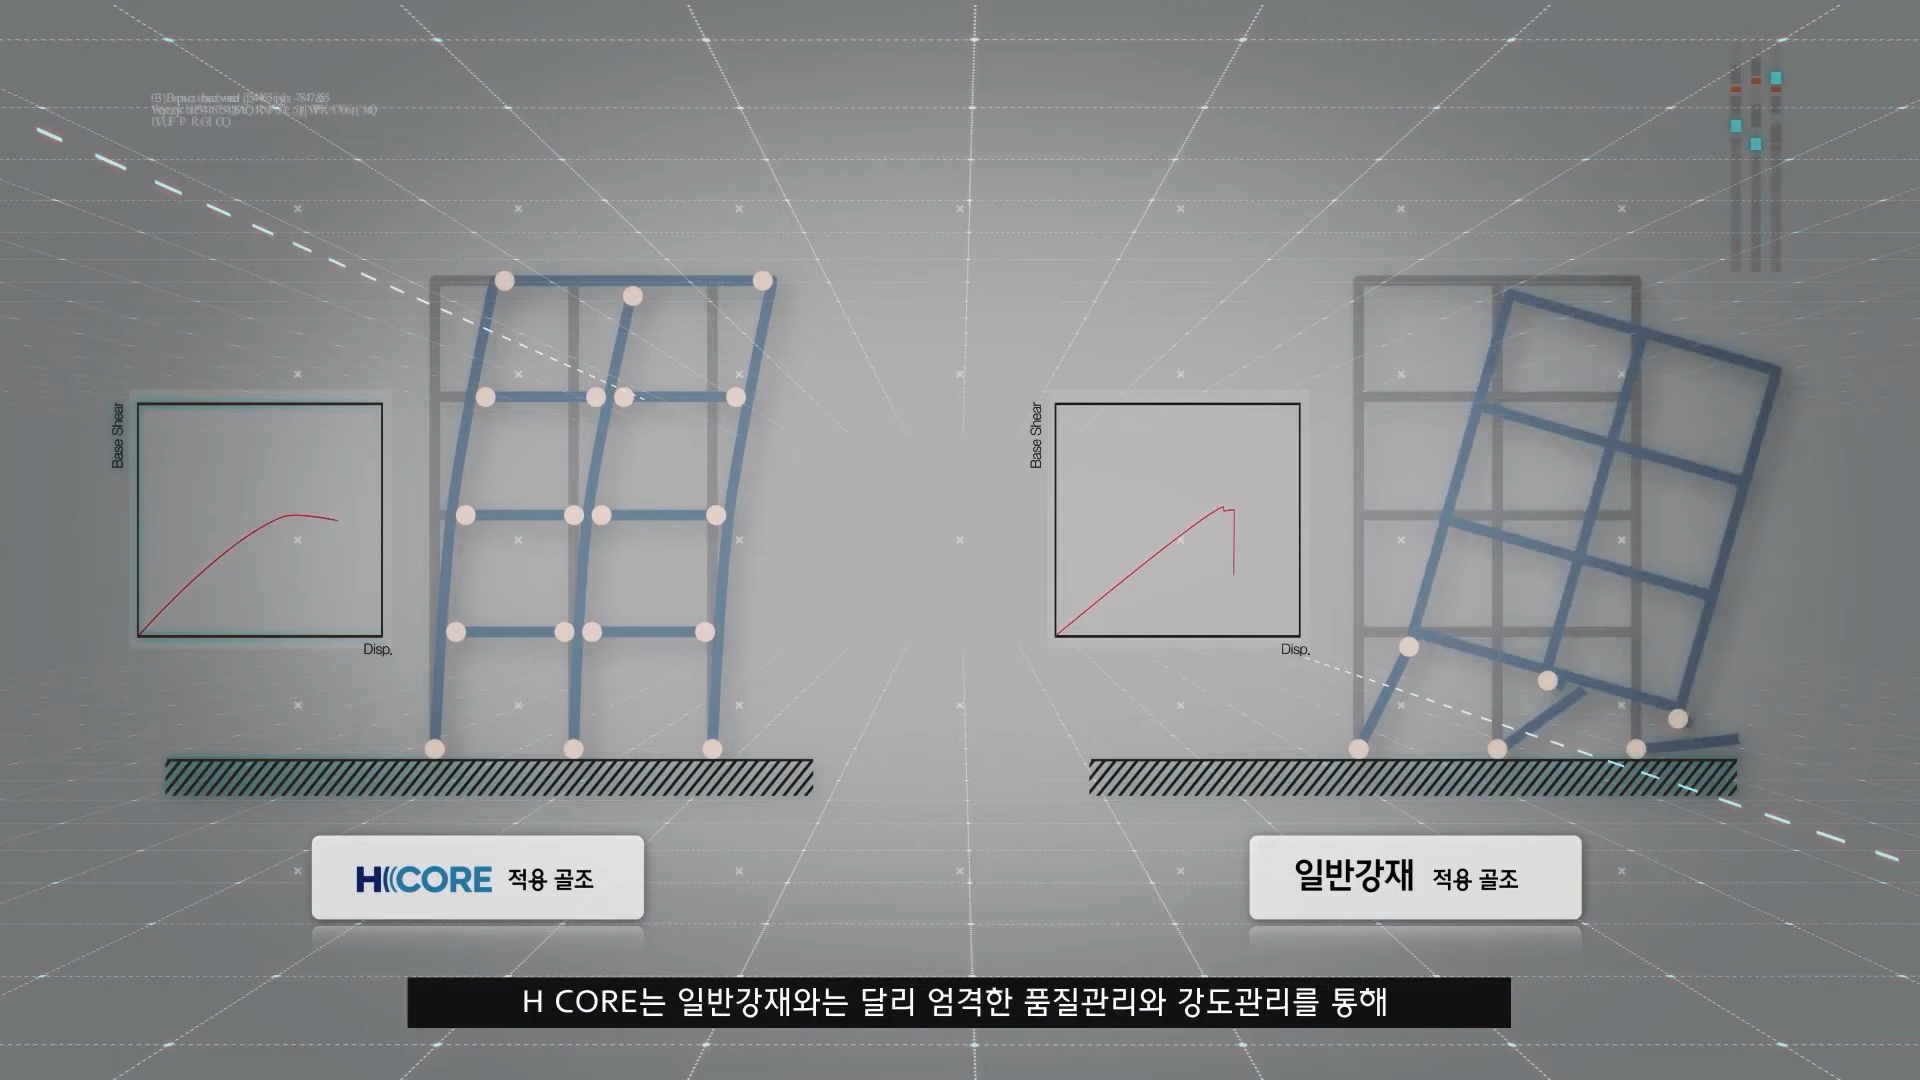 Base Shear
Disp.
Base Shear
Disp.
H CORE 적용 골조
일반강재 적용 골조
H CORE는 일반강재와는 달리 엄격한 품질관리와 강도관리를 통해